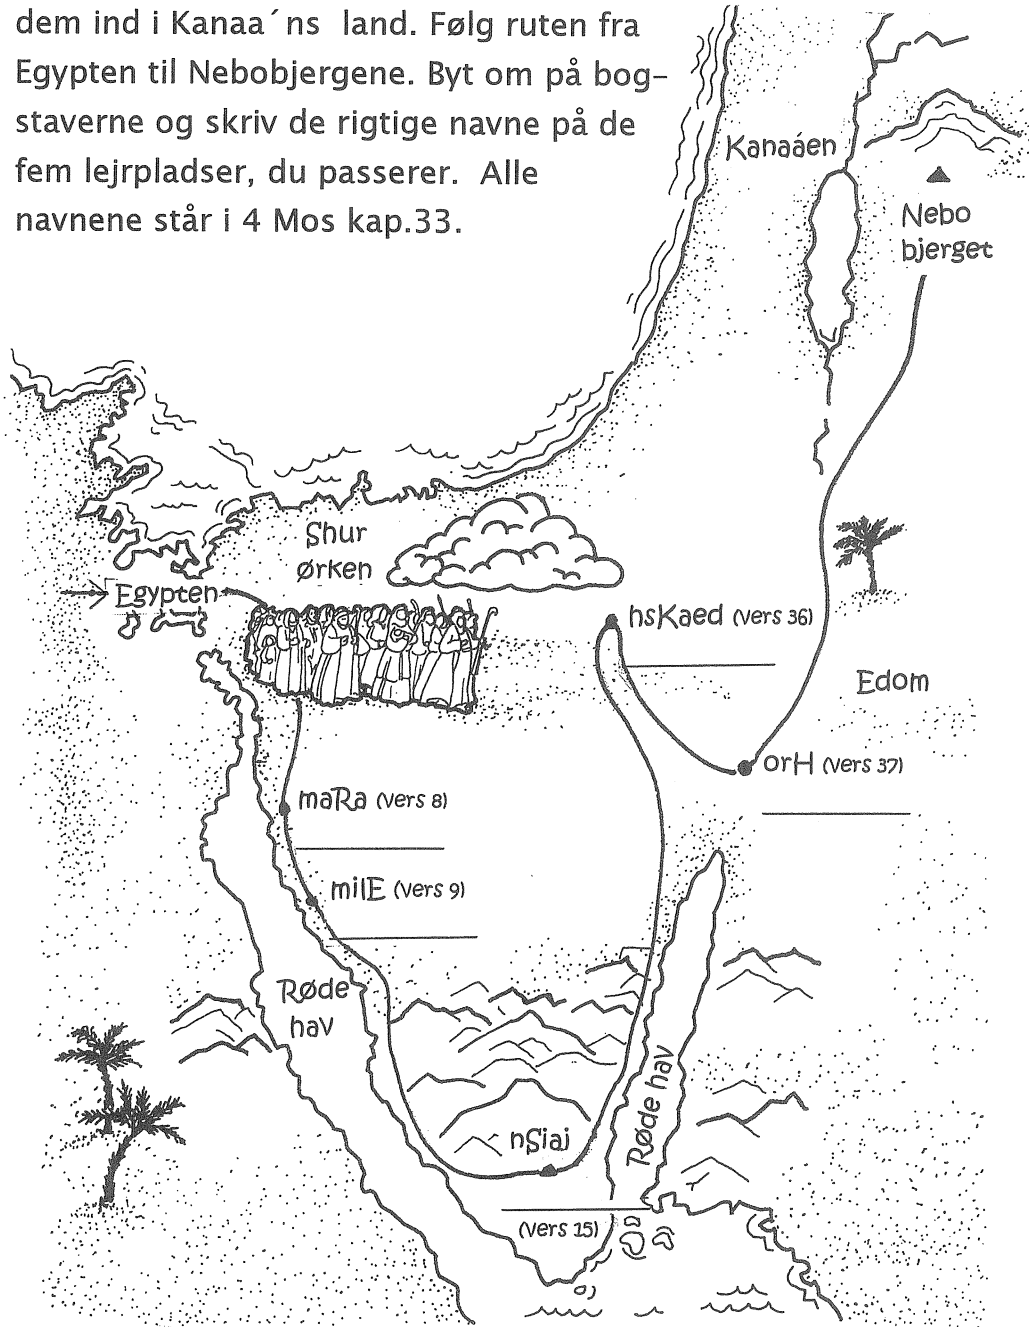 dem ind i Kanaa´ns land. Følg ruten fra
Egypten til Nebobjergene. Byt om på bog-
staverne og skriv de rigtige navne på de
fem lejrpladser, du passerer. Alle
navnene står i 4 Mos kap.33.
Kanaáen
Nebo
bjerget
Shur
ørken
Egypten
hsKaed (Vers 36)
Edom
orH (Vers 37)
maRa (Vers 8)
milE (Vers 9)
Røde
hav
Røde hav
nSiaj
(Vers 15)